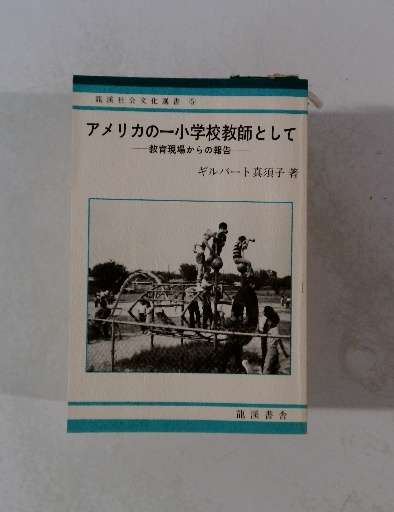 龍溪社会文化選書 ⑤
アメリカの一小学校教師として
──教育現場からの報告──
ギルバート真須子 著
龍溪書舎